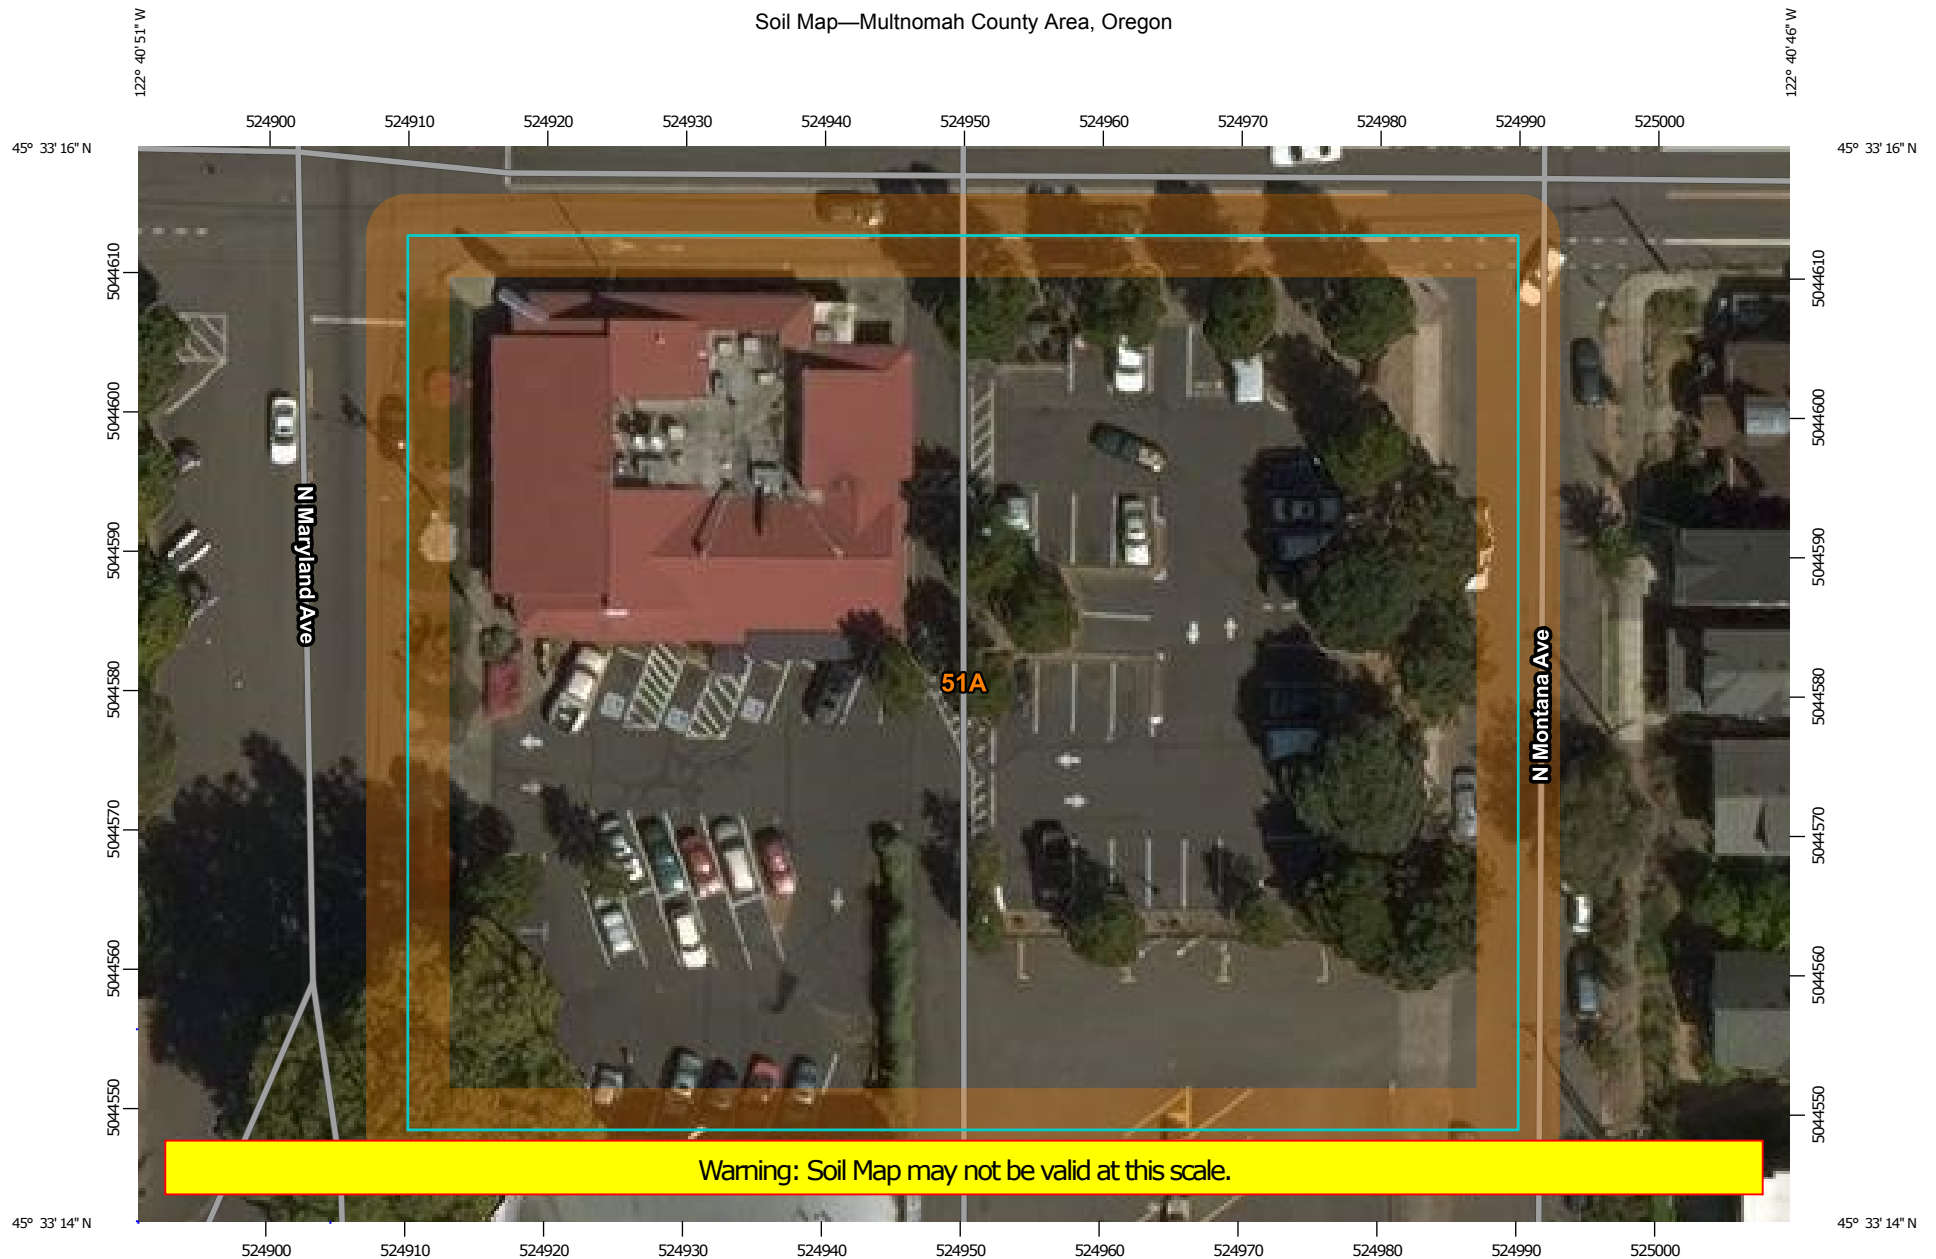 Soil Map—Multnomah County Area, Oregon
122° 40' 51'' W
122° 40' 46'' W
524900 524910 524920 524930 524940 524950 524960 524970 524980 524990 525000
45° 33' 16'' N
45° 33' 16'' N
5044610
5044610
5044600
5044600
5044590
5044590
N Maryland Ave
5044580
51A
N Montana Ave
5044580
5044570
5044570
5044560
5044560
5044550
5044550
Warning: Soil Map may not be valid at this scale.
45° 33' 14'' N
45° 33' 14'' N
524900 524910 524920 524930 524940 524950 524960 524970 524980 524990 525000